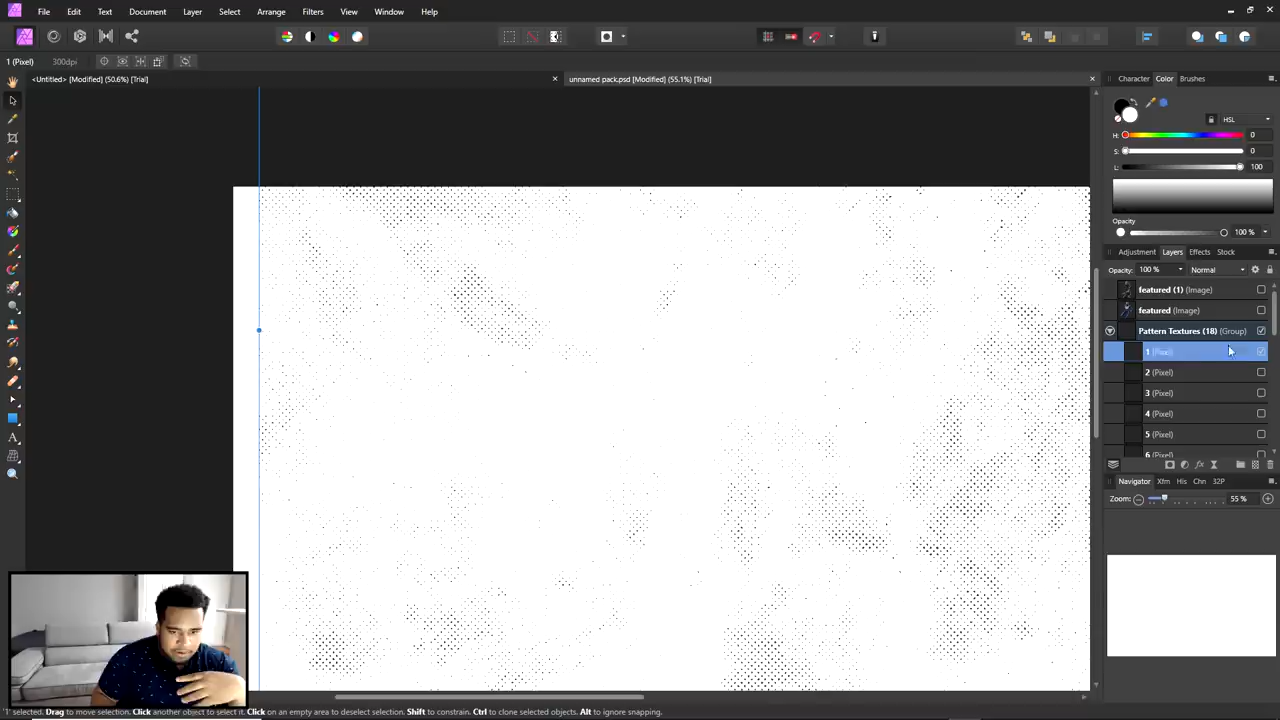 File Edit Text Document Layer Select Arrange Filters View Window Help
1 (Pixel) 300dpi
<Untitled> [Modified] (50.6%) [Trial]
unnamed pack.psd [Modified] (55.1%) [Trial]
Character Color Brushes
HSL
H: 0
S: 0
L: 100
Opacity
100 %
Adjustment Layers Effects Stock
Opacity: 100 % Normal
featured (1) (Image)
featured (Image)
Pattern Textures (18) (Group)
1 (Pixel)
2 (Pixel)
3 (Pixel)
4 (Pixel)
5 (Pixel)
6 (Pixel)
Navigator Xfm His Chn 32P
Zoom: 55 %
'1' selected. Drag to move selection. Click another object to select it. Click on an empty area to deselect selection. Shift to constrain. Ctrl to clone selected objects. Alt to ignore snapping.